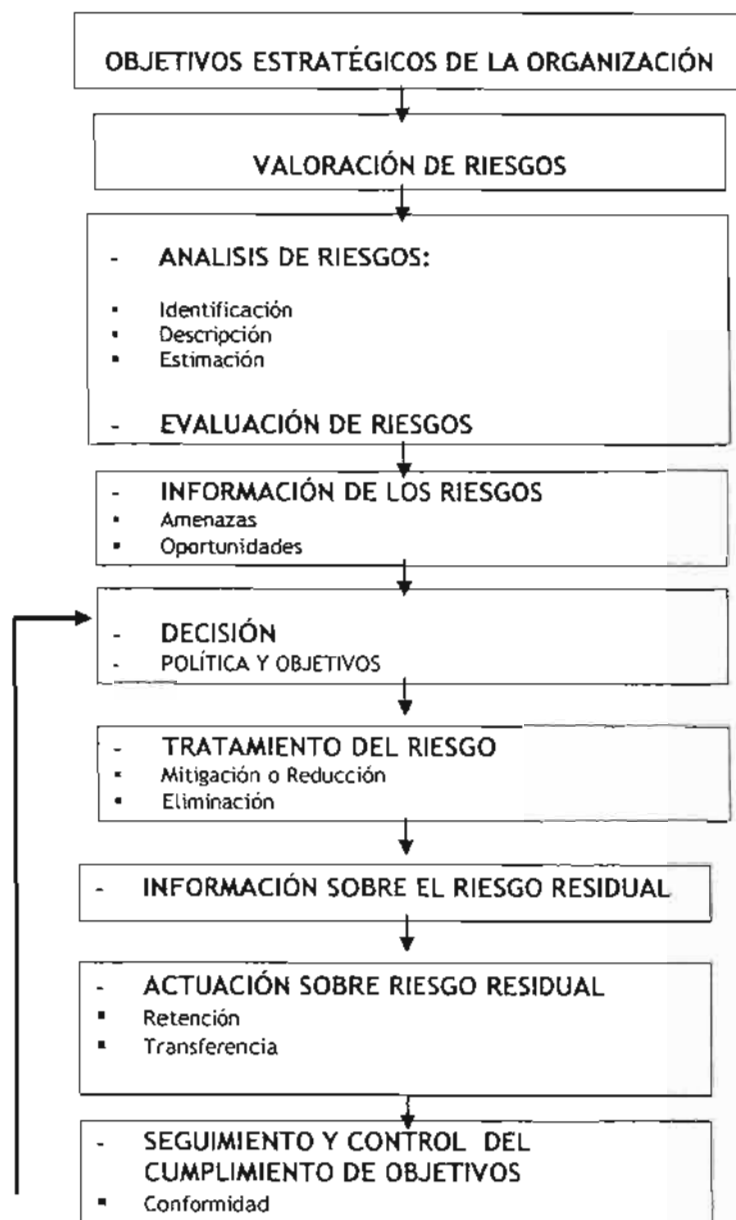 OBJETIVOS ESTRATÉGICOS DE LA ORGANIZACIÓN
VALORACIÓN DE RIESGOS
- ANALISIS DE RIESGOS:
▪ Identificación
▪ Descripción
▪ Estimación
- EVALUACIÓN DE RIESGOS
- INFORMACIÓN DE LOS RIESGOS
▪ Amenazas
▪ Oportunidades
- DECISIÓN
- POLÍTICA Y OBJETIVOS
- TRATAMIENTO DEL RIESGO
▪ Mitigación o Reducción
▪ Eliminación
- INFORMACIÓN SOBRE EL RIESGO RESIDUAL
- ACTUACIÓN SOBRE RIESGO RESIDUAL
▪ Retención
▪ Transferencia
- SEGUIMIENTO Y CONTROL DEL
CUMPLIMIENTO DE OBJETIVOS
▪ Conformidad